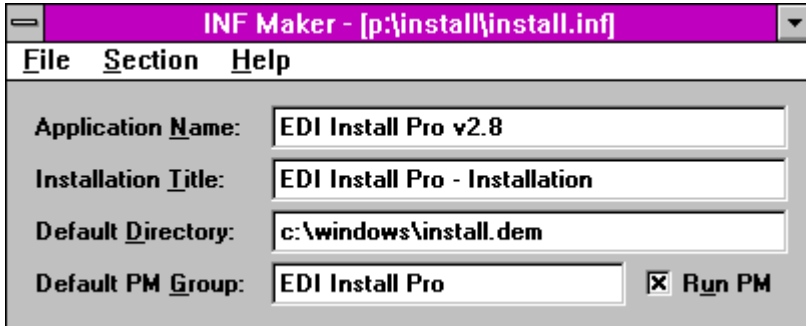 INF Maker - [p:\install\install.inf]
File Section Help
Application Name: EDI Install Pro v2.8
Installation Title: EDI Install Pro - Installation
Default Directory: c:\windows\install.dem
Default PM Group: EDI Install Pro Run PM